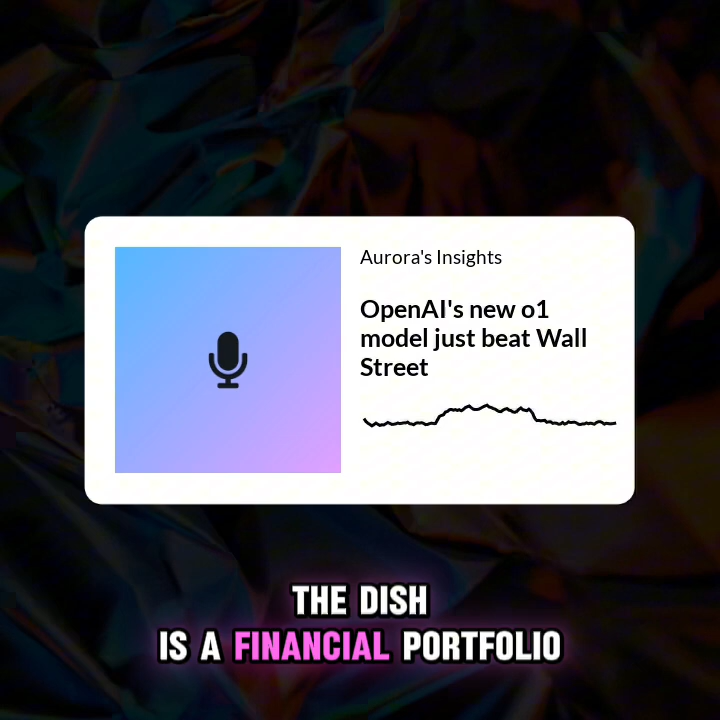 Aurora's Insights
OpenAI's new o1
model just beat Wall
Street
THE DISH
IS A FINANCIAL PORTFOLIO